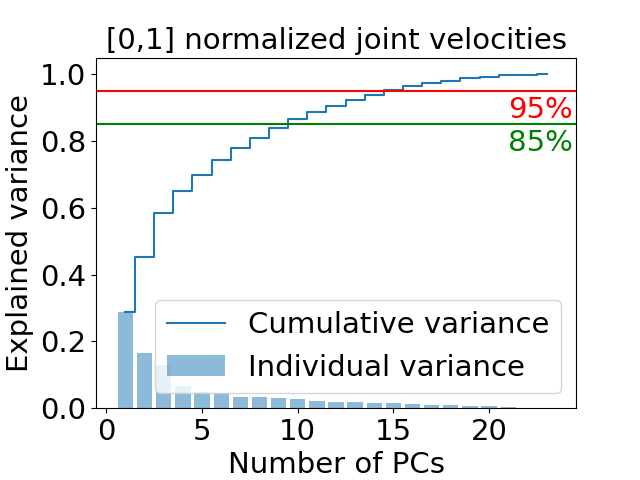 [0,1] normalized joint velocities
Explained variance
1.0
0.8
0.6
0.4
0.2
0.0
95%
85%
Cumulative variance
Individual variance
0 5 10 15 20
Number of PCs